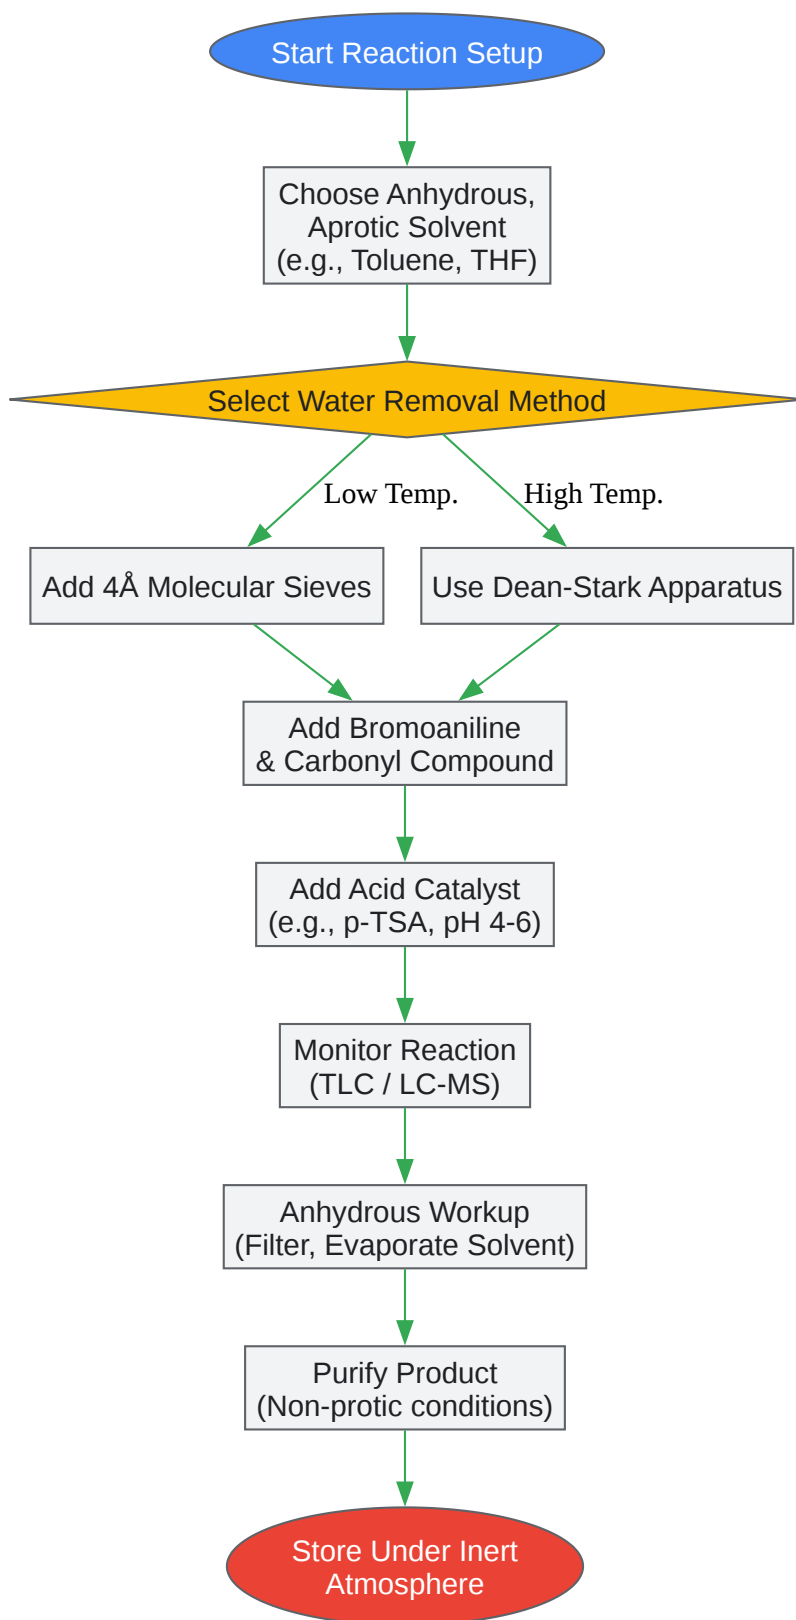 Start Reaction Setup
Choose Anhydrous,
Aprotic Solvent
(e.g., Toluene, THF)
Select Water Removal Method
Low Temp.
High Temp.
Add 4Å Molecular Sieves
Use Dean-Stark Apparatus
Add Bromoaniline
& Carbonyl Compound
Add Acid Catalyst
(e.g., p-TSA, pH 4-6)
Monitor Reaction
(TLC / LC-MS)
Anhydrous Workup
(Filter, Evaporate Solvent)
Purify Product
(Non-protic conditions)
Store Under Inert
Atmosphere